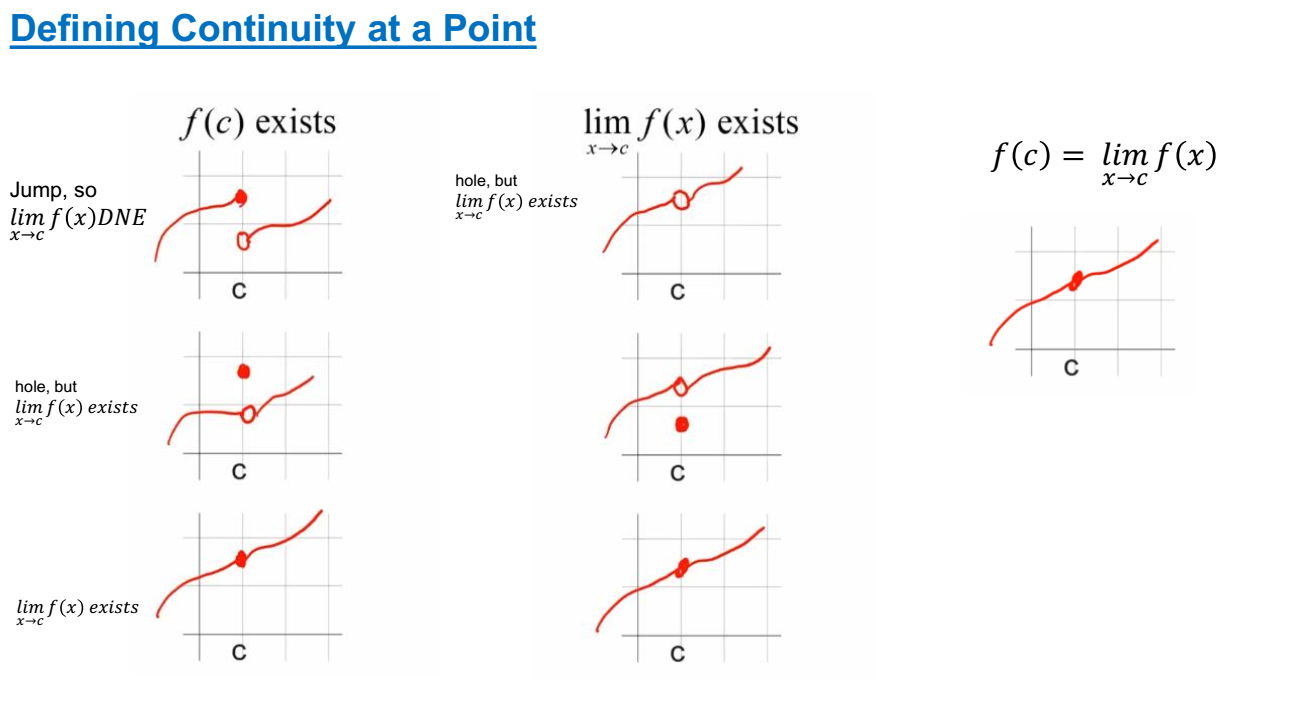 Defining Continuity at a Point
f(c) exists
Jump, so
lim f(x)DNE
x→c
C
hole, but
lim f(x) exists
x→c
C
lim f(x) exists
x→c
C
lim f(x) exists
x→c
hole, but
lim f(x) exists
x→c
C
C
C
f(c) = lim f(x)
x→c
C